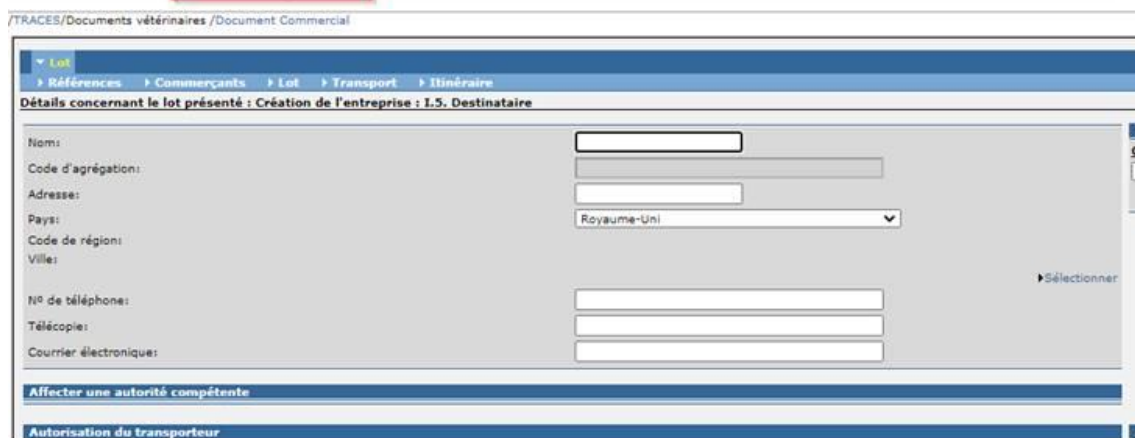 /TRACES/Documents vétérinaires /Document Commercial
Lot
Références Commerçants Lot Transport Itinéraire
Détails concernant le lot présenté : Création de l'entreprise : I.5. Destinataire
Nom:
Code d'agrégation:
Adresse:
Pays: Royaume-Uni
Code de région:
Ville:
Sélectionner
Nº de téléphone:
Télécopie:
Courrier électronique:
Affecter une autorité compétente
Autorisation du transporteur